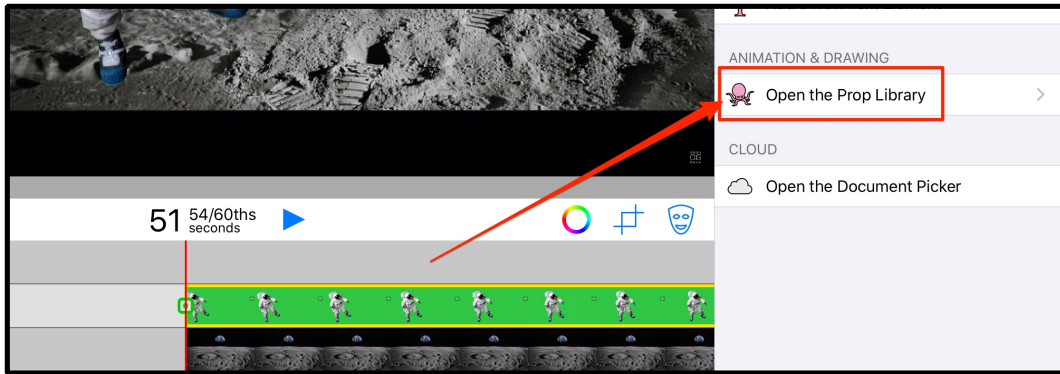 ANIMATION & DRAWING
Open the Prop Library
CLOUD
Open the Document Picker
51 54/60ths
seconds